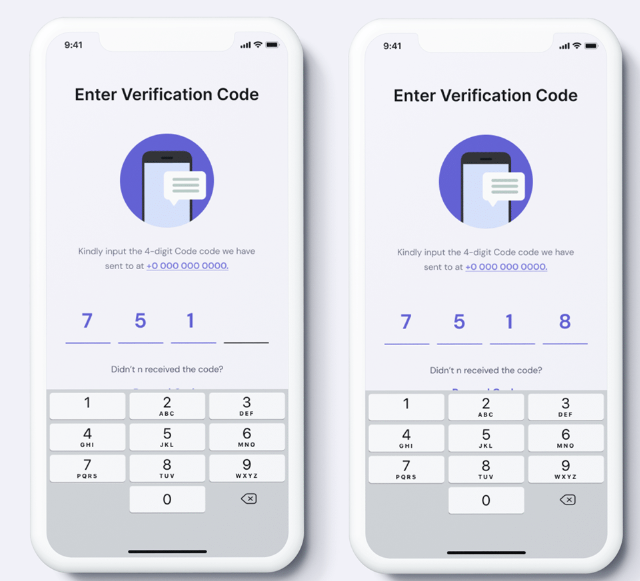 9:41
Enter Verification Code
Kindly input the 4-digit Code code we have
sent to at +0 000 000 0000.
7 5 1
Didn't n received the code?
1 2 3
ABC DEF
4 5 6
GHI JKL MNO
7 8 9
PQRS TUV WXYZ
0
9:41
Enter Verification Code
Kindly input the 4-digit Code code we have
sent to at +0 000 000 0000.
7 5 1 8
Didn't n received the code?
1 2 3
ABC DEF
4 5 6
GHI JKL MNO
7 8 9
PQRS TUV WXYZ
0